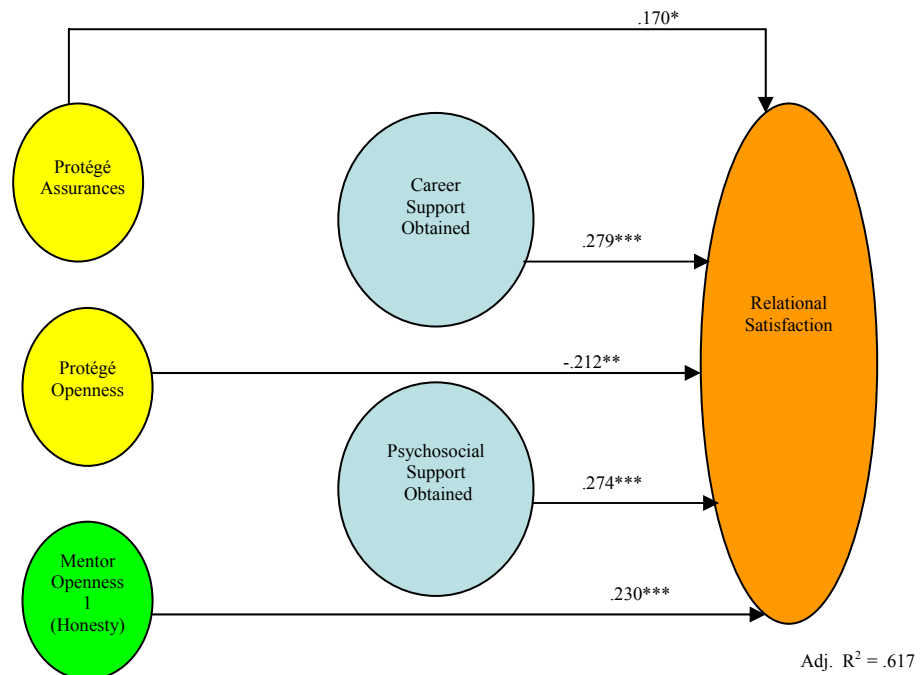 .170*
Protégé
Assurances
Career
Support
Obtained
.279***
Relational
Satisfaction
Protégé
Openness
-.212**
Psychosocial
Support
Obtained
.274***
Mentor
Openness
1
(Honesty)
.230***
Adj. R² = .617